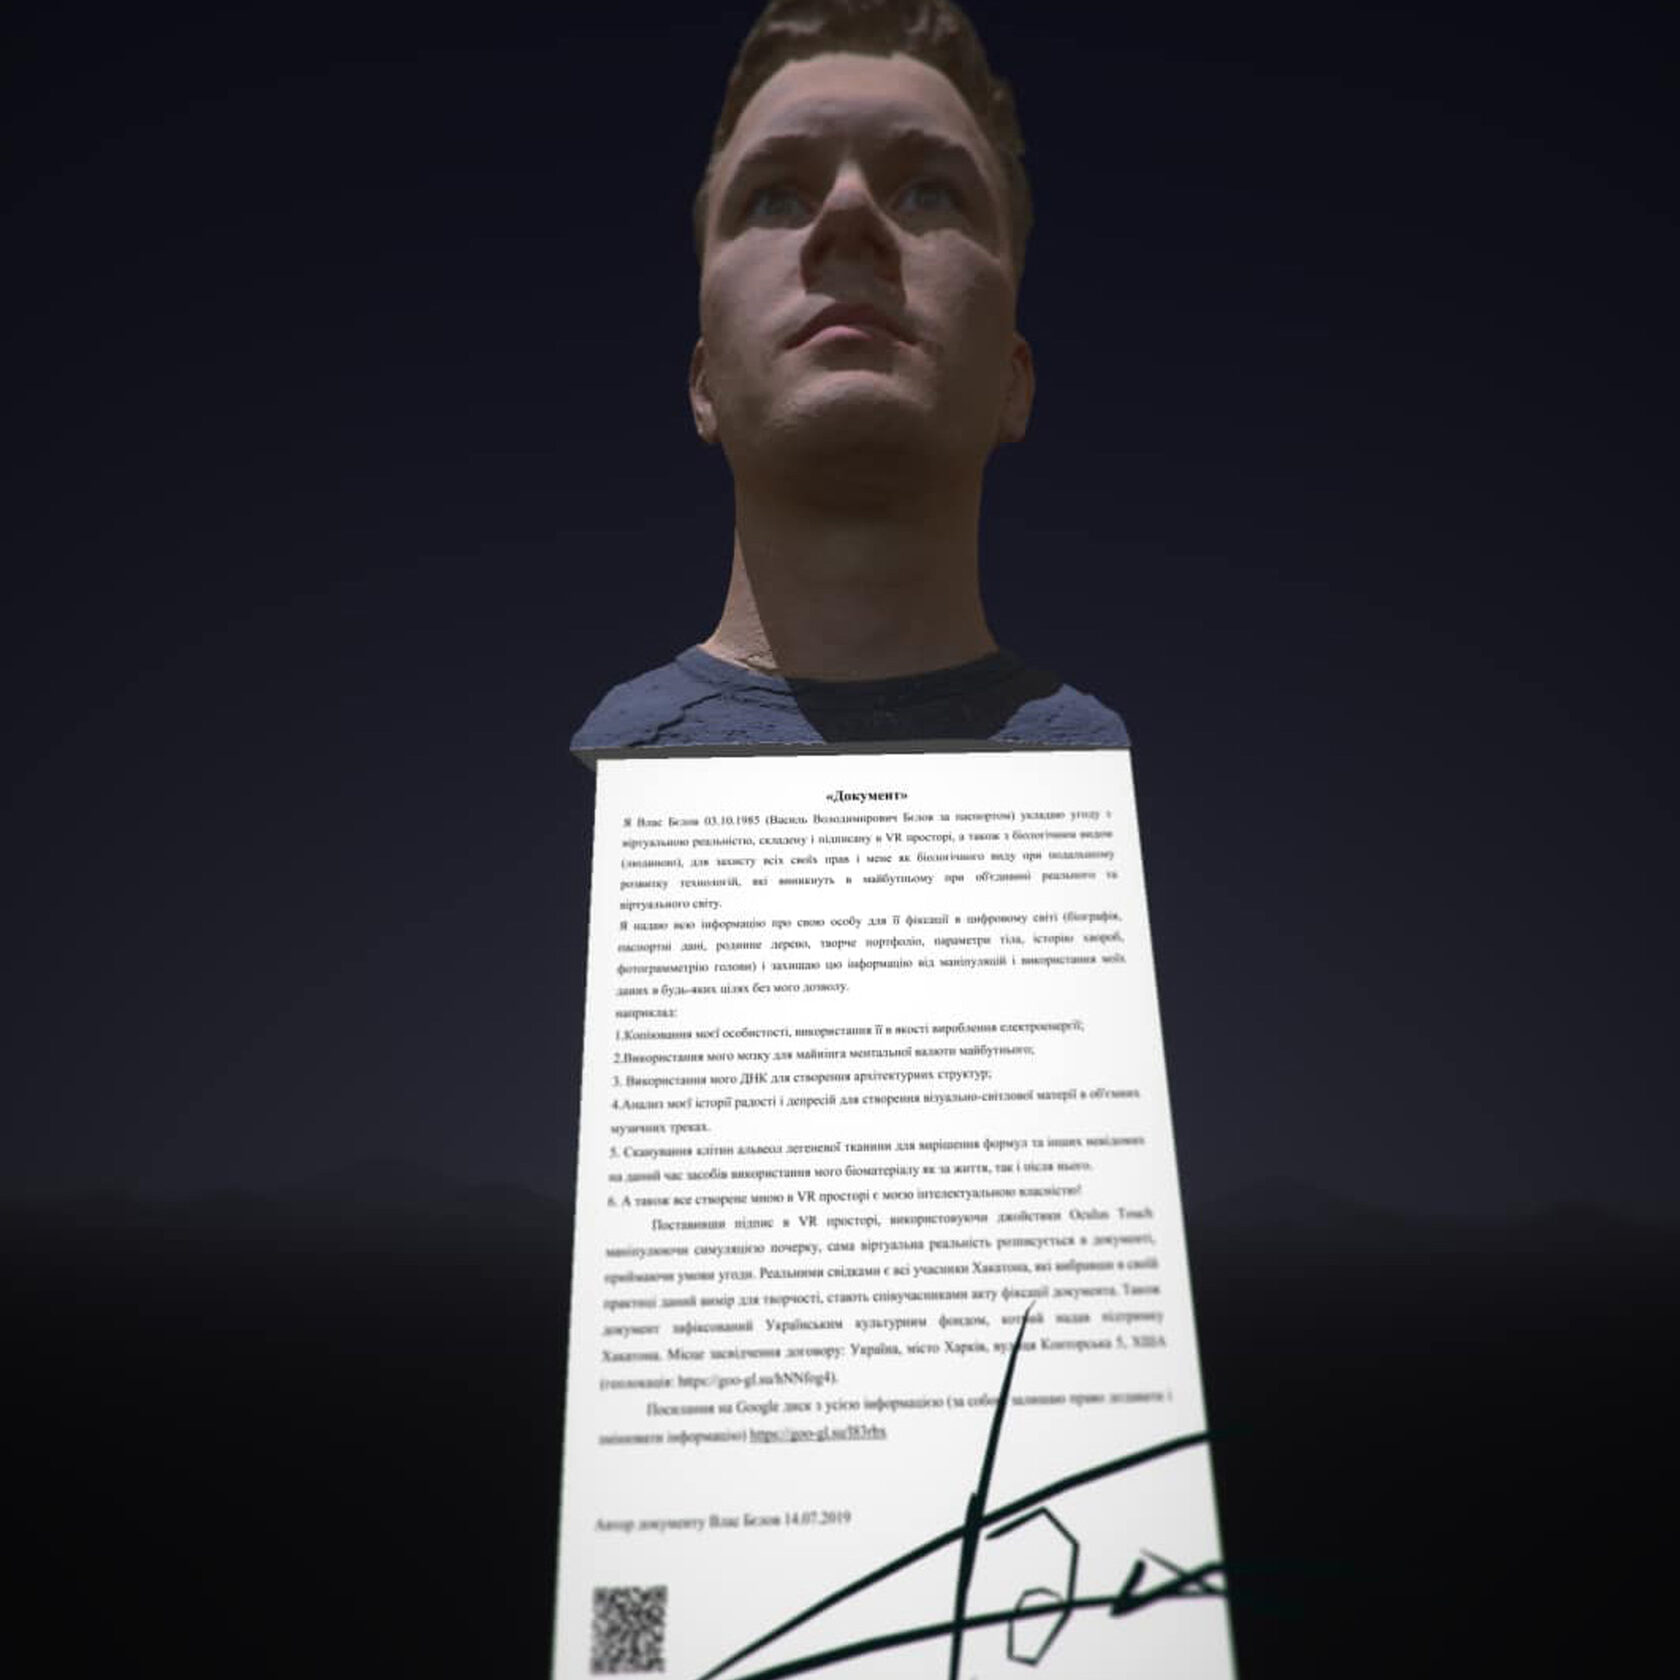 «Документ»
Я Влас Бєлов 03.10.1985 (Василь Володимирович Бєлов за паспортом) укладаю угоду з
віртуальною реальністю, складену і підписану в VR просторі, а також з біологічним видом
(людиною), для захисту всіх своїх прав і мене як біологічного виду при подальшому
розвитку технологій, які виникнуть в майбутньому при об'єднанні реального та
віртуального світу.
Я надаю всю інформацію про свою особу для її фіксації в цифровому світі (біографія,
паспортні дані, родинне дерево, творче портфоліо, параметри тіла, історію хвороб,
фотограмметрію голови) і захищаю цю інформацію від маніпуляцій і використання моїх
даних в будь-яких цілях без мого дозволу.
наприклад:
1.Копіювання моєї особистості, використання її в якості вироблення електроенергії;
2.Використання мого мозку для майнінга ментальної валюти майбутнього;
3. Використання мого ДНК для створення архітектурних структур;
4.Анализ моєї історії радості і депресій для створення візуально-світлової матерії в об'ємних
музичних треках.
5. Сканування клітин альвеол легеневої тканини для вирішення формул та інших невідомих
на даний час засобів використання мого біоматеріалу як за життя, так і після нього.
6. А також все створене мною в VR просторі є моєю інтелектуальною власністю!
Поставивши підпис в VR просторі, використовуючи джойстики Oculus Touch
маніпулюючи симуляцією почерку, сама віртуальна реальність розписується в документі,
приймаючи умови угоди. Реальними свідками є всі учасники Хакатона, які вибравши в своїй
практиці даний вимір для творчості, стають співучасниками акту фіксації документа. Також
документ зафіксований Українським культурним фондом, котрий надав підтримку
Хакатона. Місце засвідчення договору: Україна, місто Харків, вулиця Конторська 5,
(геолокація: https://goo-gl.su/hNNfog4).
Посилання на Google диск з усією інформацією (за собою залишаю право додавати і
змінювати інформацію)
Автор документу Влас Бєлов 14.07.2019